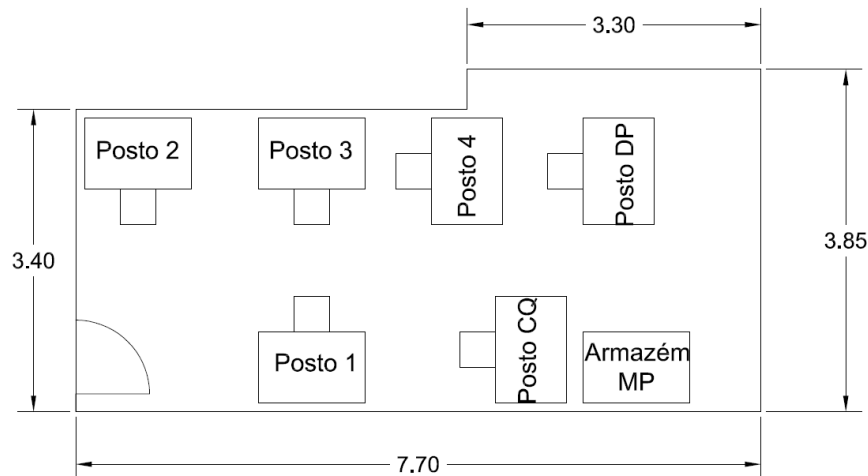 3.30
Posto 2
Posto 3
Posto 4
Posto DP
3.40
3.85
Posto 1
Posto CQ
Armazém
MP
7.70